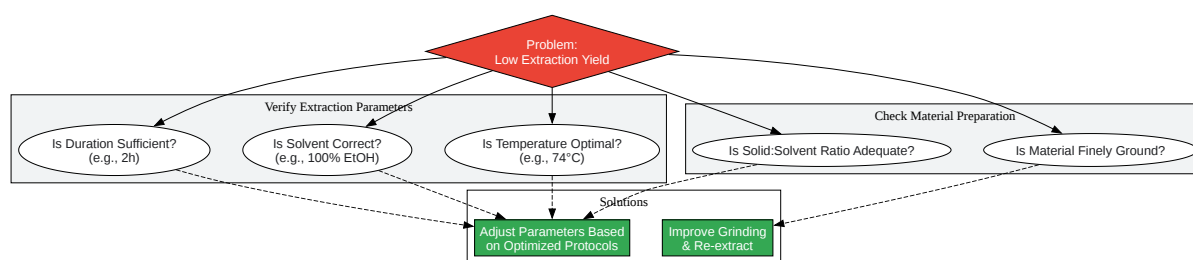 Problem:
Low Extraction Yield
Verify Extraction Parameters
Check Material Preparation
Is Duration Sufficient?
(e.g., 2h)
Is Solvent Correct?
(e.g., 100% EtOH)
Is Temperature Optimal?
(e.g., 74°C)
Is Solid:Solvent Ratio Adequate?
Is Material Finely Ground?
Solutions
Adjust Parameters Based
on Optimized Protocols
Improve Grinding
& Re-extract